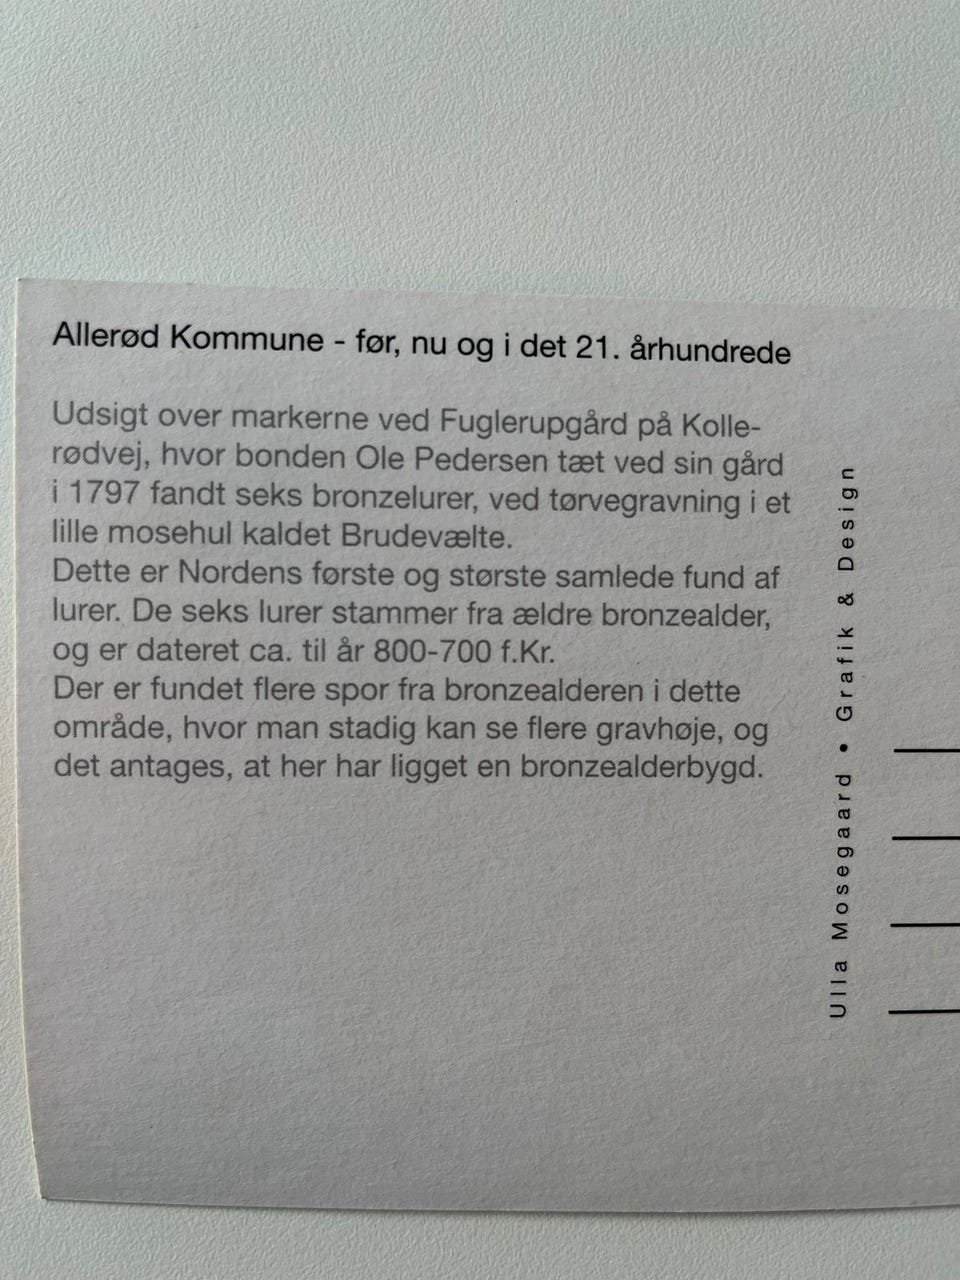 Allerød Kommune - før, nu og i det 21. århundrede
Udsigt over markerne ved Fuglerupgård på Kolle-
rødvej, hvor bonden Ole Pedersen tæt ved sin gård
i 1797 fandt seks bronzelurer, ved tørvegravning i et
lille mosehul kaldet Brudevælte.
Dette er Nordens første og største samlede fund af
lurer. De seks lurer stammer fra ældre bronzealder,
og er dateret ca. til år 800-700 f.Kr.
Der er fundet flere spor fra bronzealderen i dette
område, hvor man stadig kan se flere gravhøje, og
det antages, at her har ligget en bronzealderbygd.
Ulla Mosegaard • Grafik & Design